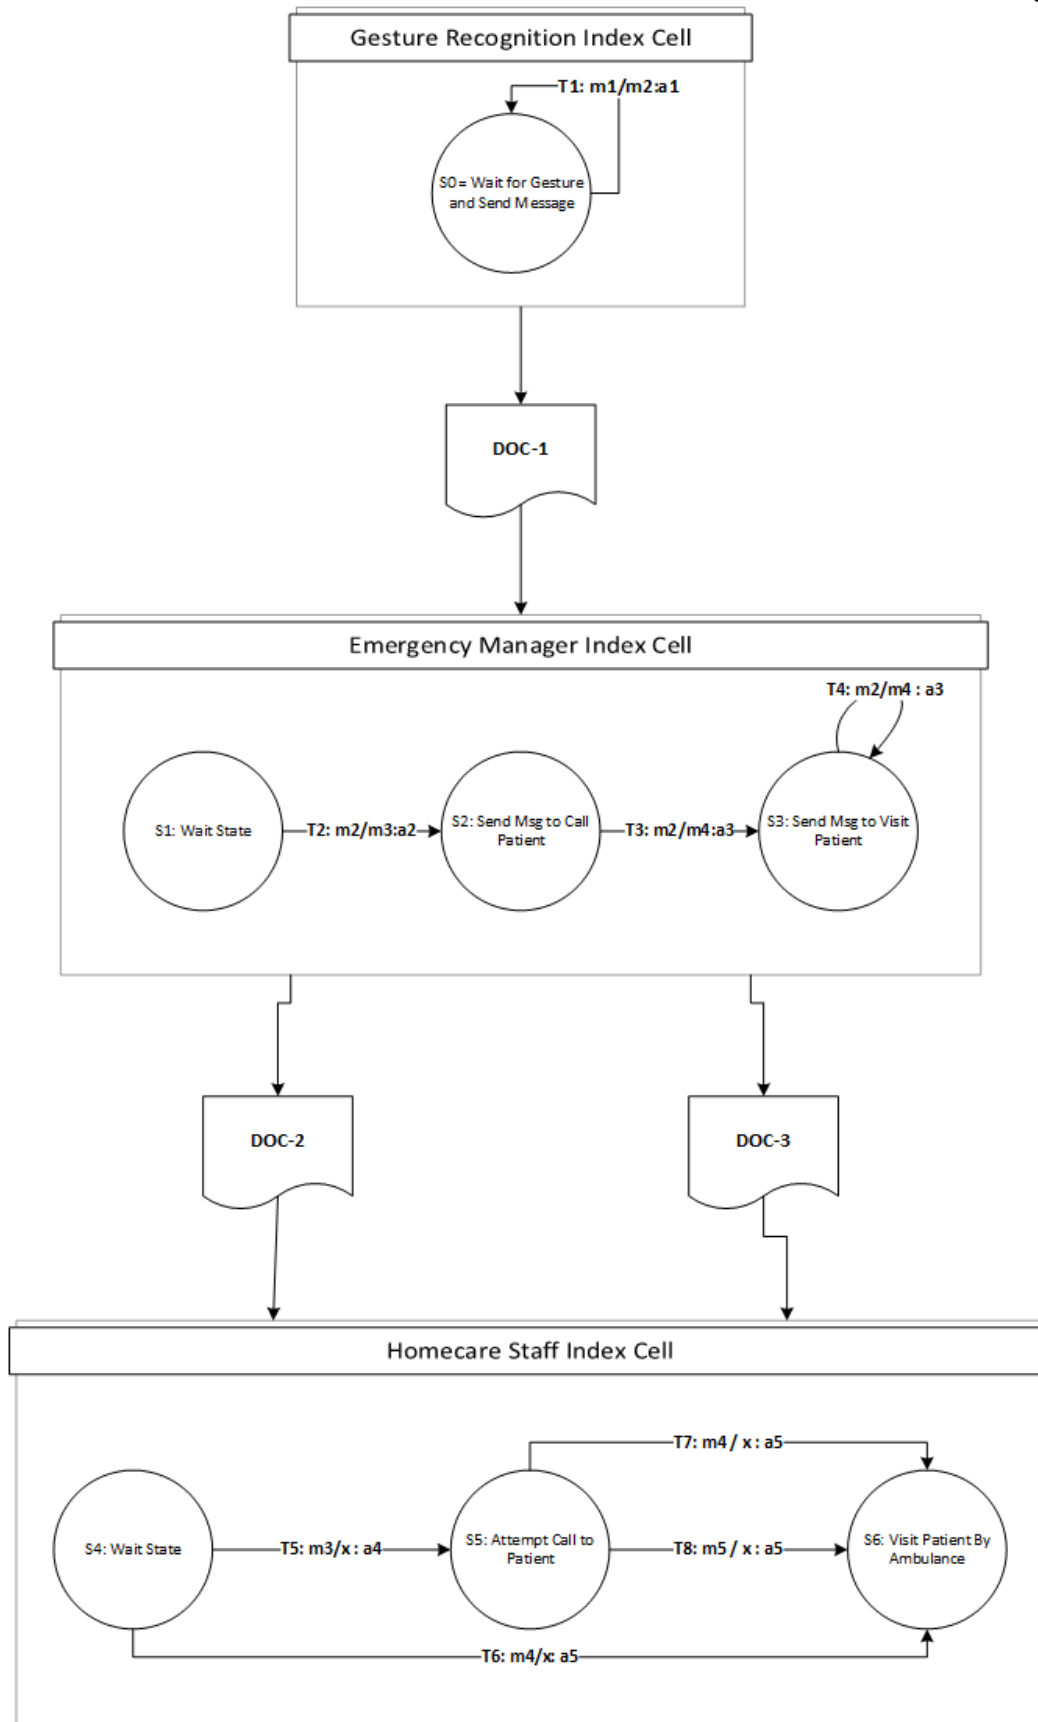 Gesture Recognition Index Cell
T1: m1/m2:a1
S0= Wait for Gesture
and Send Message
DOC-1
Emergency Manager Index Cell
T4: m2/m4 : a3
S1: Wait State
T2: m2/m3:a2
S2: Send Msg to Call
Patient
T3: m2/m4:a3
S3: Send Msg to Visit
Patient
DOC-2
DOC-3
Homecare Staff Index Cell
T7: m4 / x : a5
S4: Wait State
T5: m3/x : a4
S5: Attempt Call to
Patient
T8: m5 / x : a5
S6: Visit Patient By
Ambulance
T6: m4/x: a5